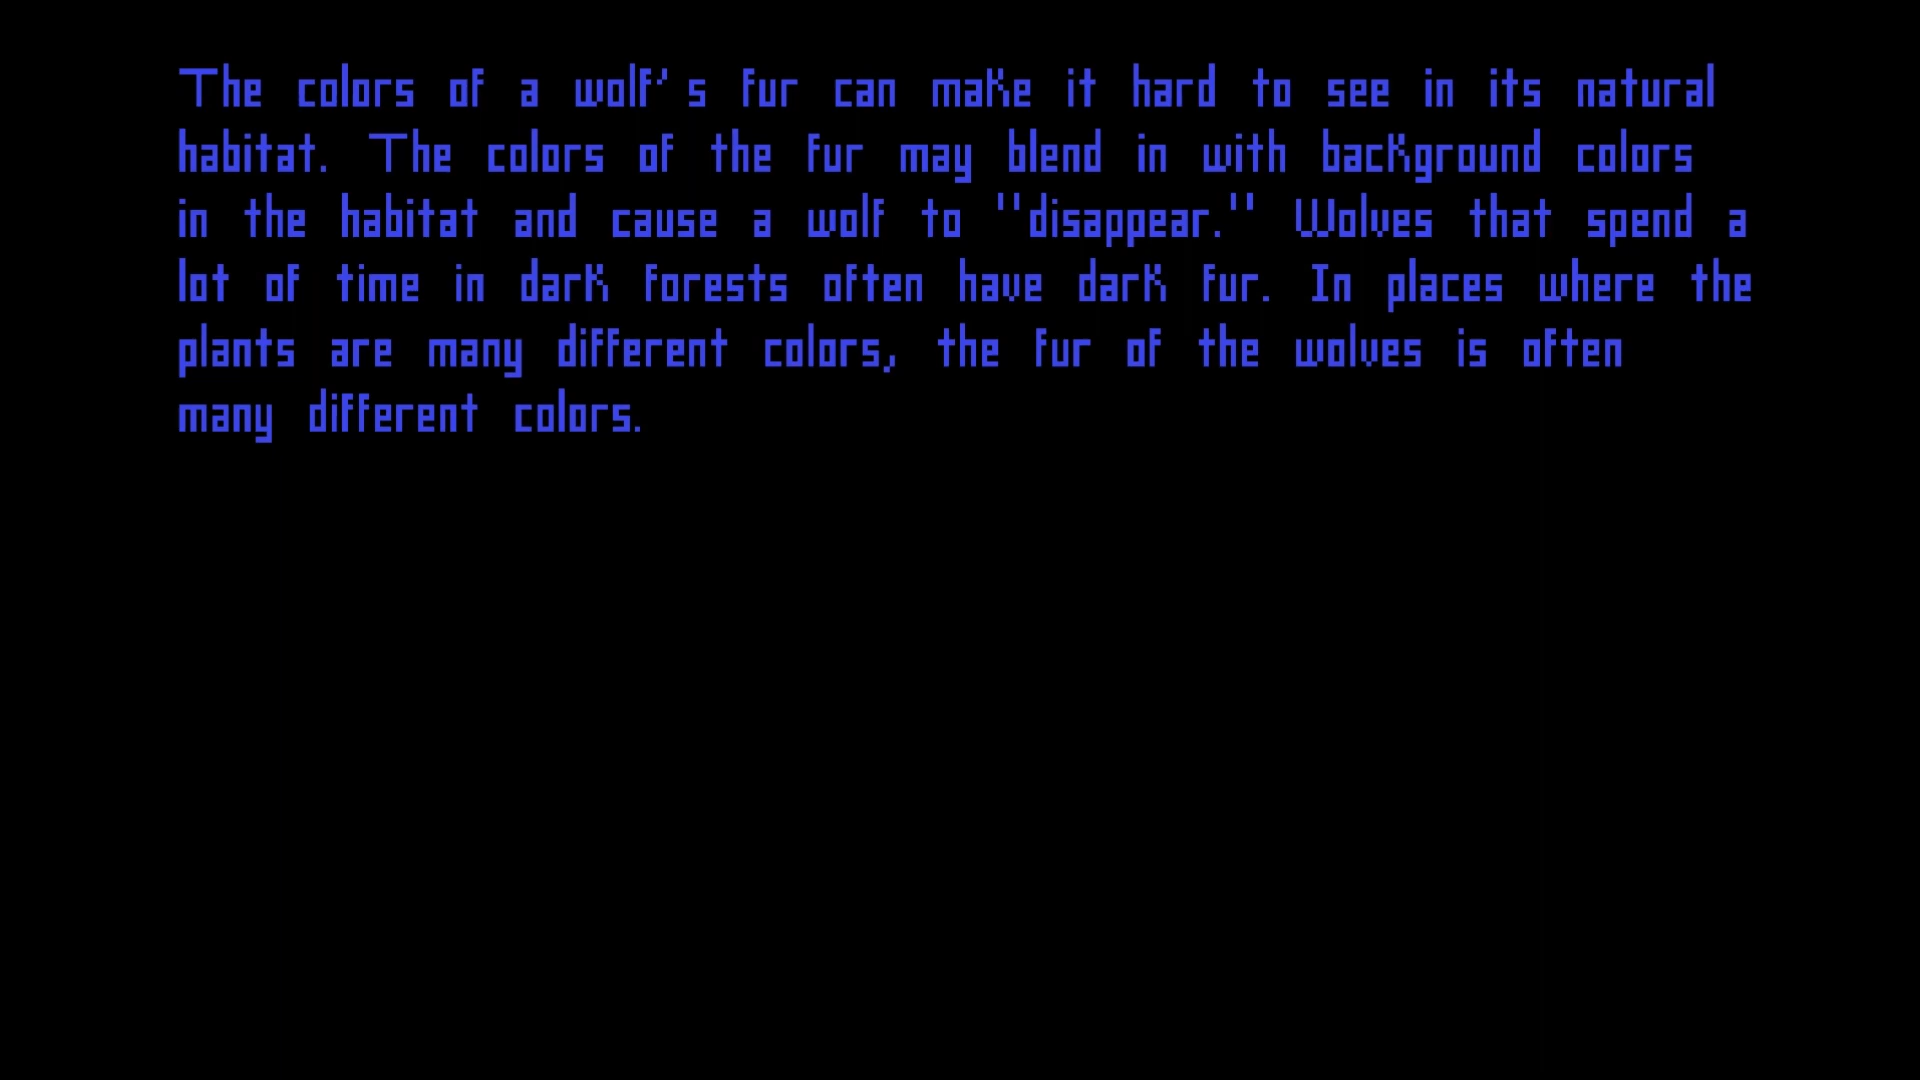 The colors of a wolf's fur can make it hard to see in its natural
habitat. The colors of the fur may blend in with background colors
in the habitat and cause a wolf to "disappear." Wolves that spend a
lot of time in dark forests often have dark fur. In places where the
plants are many different colors, the fur of the wolves is often
many different colors.